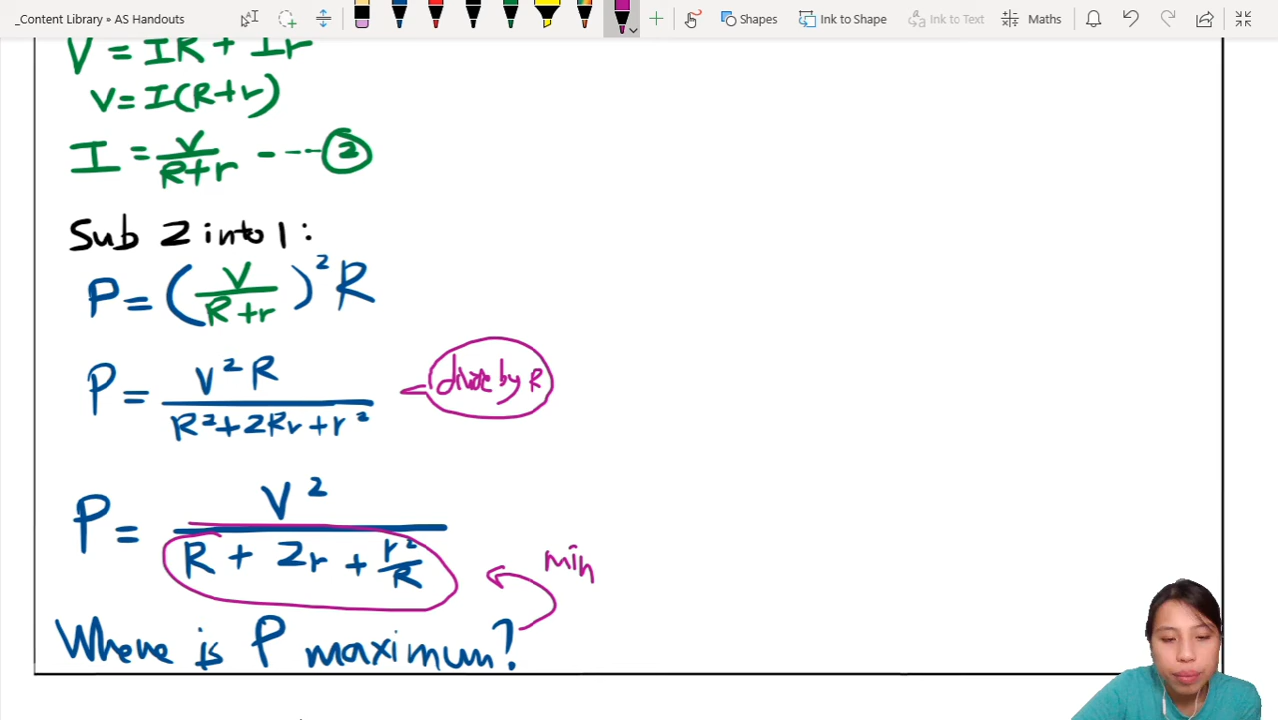 _Content Library » AS Handouts
Shapes
Ink to Shape
Ink to Text
Maths
V = IR + Ir
V = I(R+r)
I = V/(R+r) ----②
Sub 2 into 1:
P = (V/(R+r))² R
P = V²R/(R²+2Rr+r²)
divide by R
P = V²/(R + 2r + r²/R)
min
Where is P maximum?